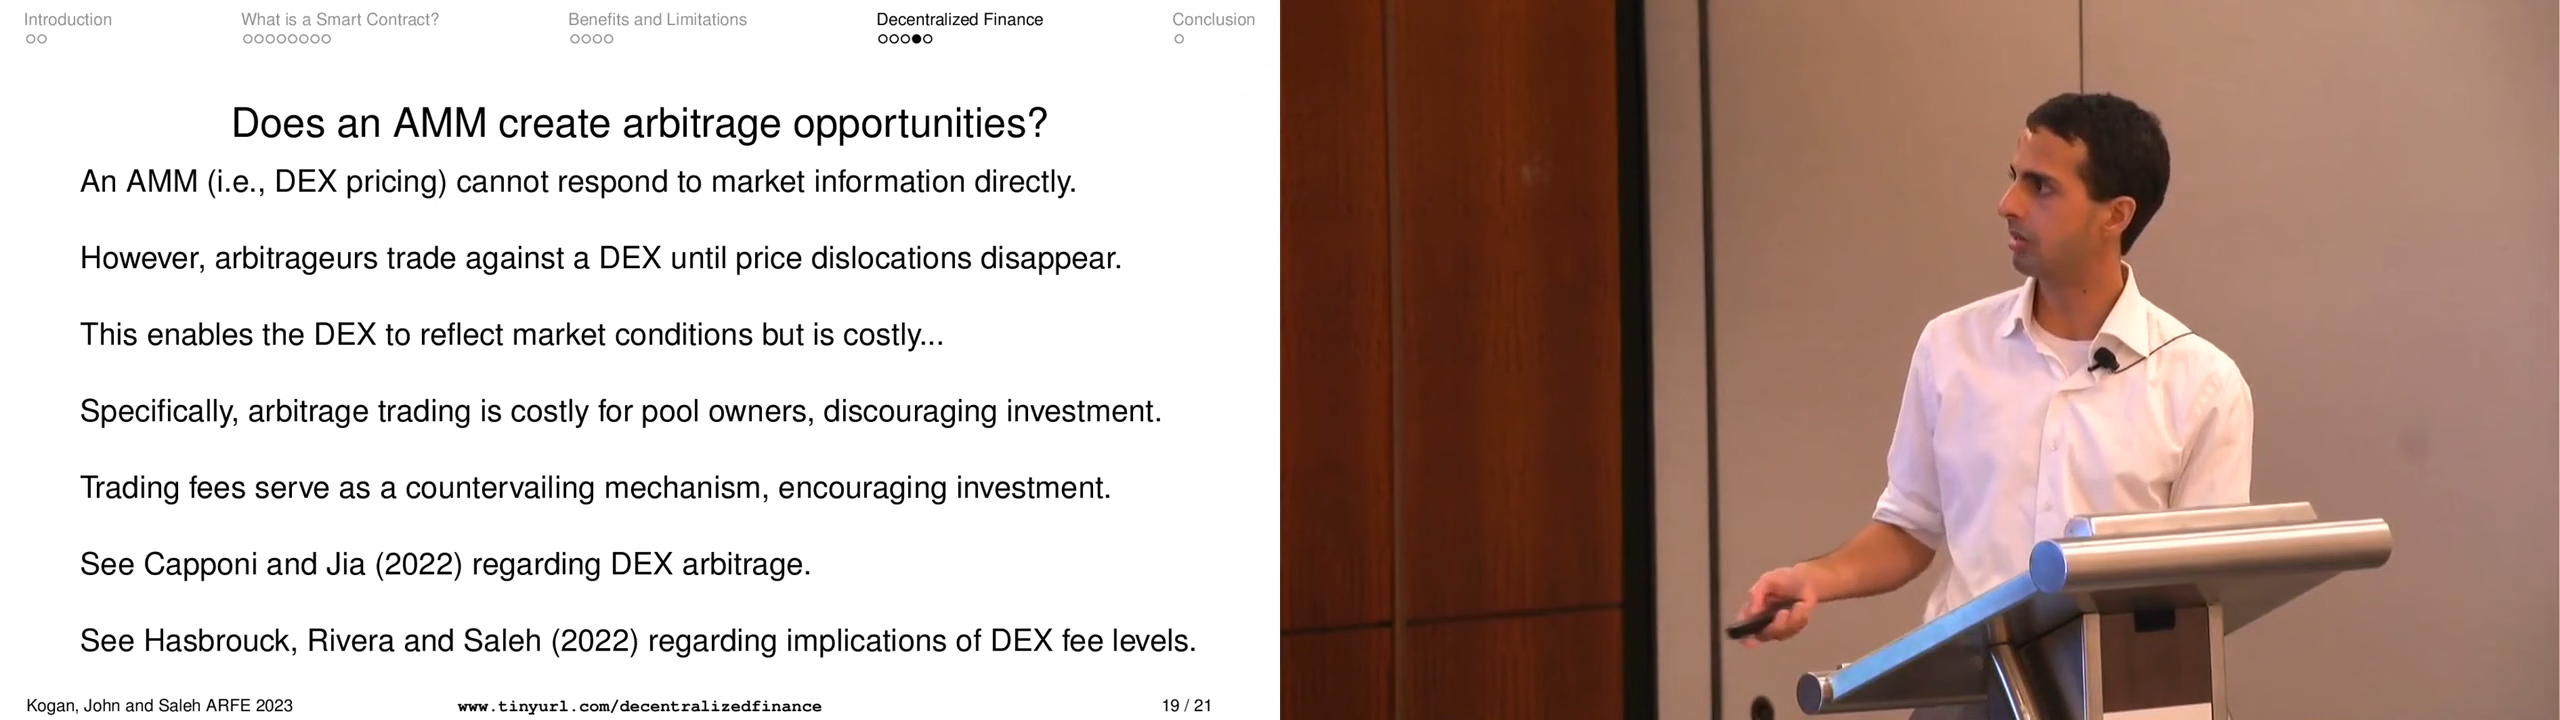 Introduction
What is a Smart Contract?
Benefits and Limitations
Decentralized Finance
Conclusion
Does an AMM create arbitrage opportunities?
An AMM (i.e., DEX pricing) cannot respond to market information directly.
However, arbitrageurs trade against a DEX until price dislocations disappear.
This enables the DEX to reflect market conditions but is costly...
Specifically, arbitrage trading is costly for pool owners, discouraging investment.
Trading fees serve as a countervailing mechanism, encouraging investment.
See Capponi and Jia (2022) regarding DEX arbitrage.
See Hasbrouck, Rivera and Saleh (2022) regarding implications of DEX fee levels.
Kogan, John and Saleh ARFE 2023
www.tinyurl.com/decentralizedfinance
19 / 21